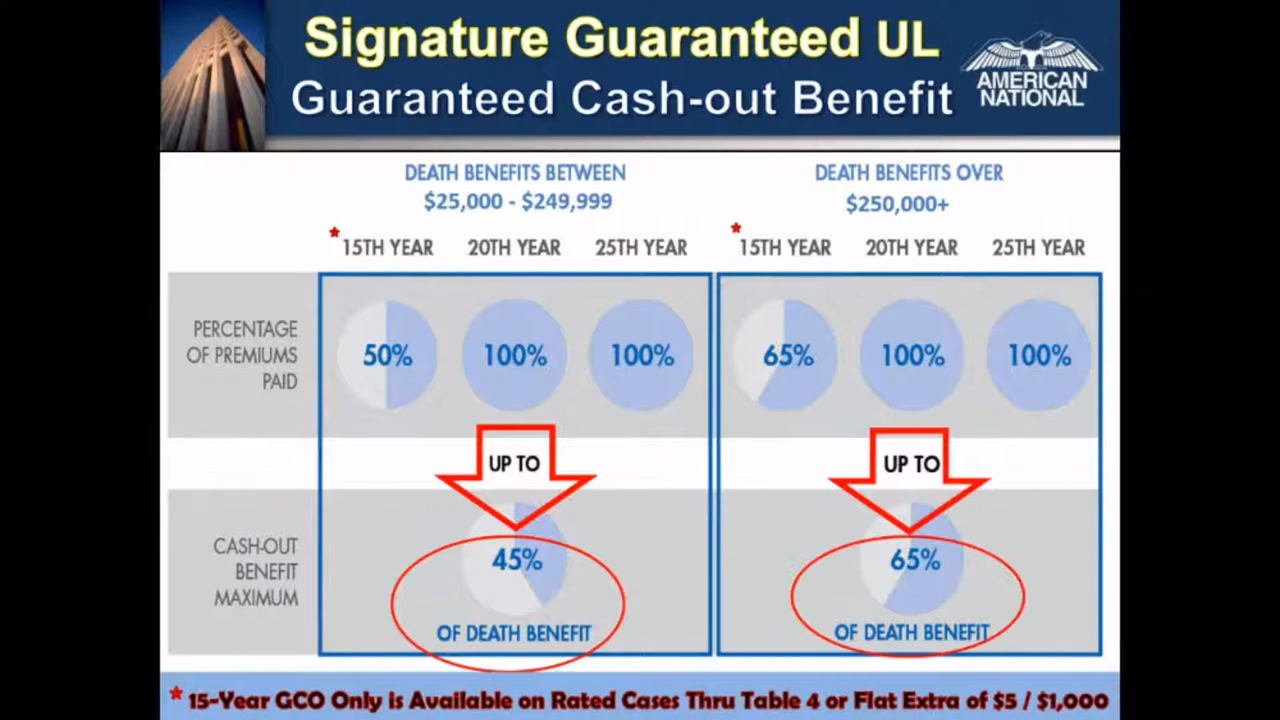 Signature Guaranteed UL
Guaranteed Cash-out Benefit
AMERICAN
NATIONAL
DEATH BENEFITS BETWEEN
$25,000 - $249,999
DEATH BENEFITS OVER
$250,000+
* 15TH YEAR 20TH YEAR 25TH YEAR
* 15TH YEAR 20TH YEAR 25TH YEAR
PERCENTAGE
OF PREMIUMS
PAID
50% 100% 100%
65% 100% 100%
UP TO
UP TO
CASH-OUT
BENEFIT
MAXIMUM
45%
OF DEATH BENEFIT
65%
OF DEATH BENEFIT
* 15-Year GCO Only is Available on Rated Cases Thru Table 4 or Flat Extra of $5 / $1,000